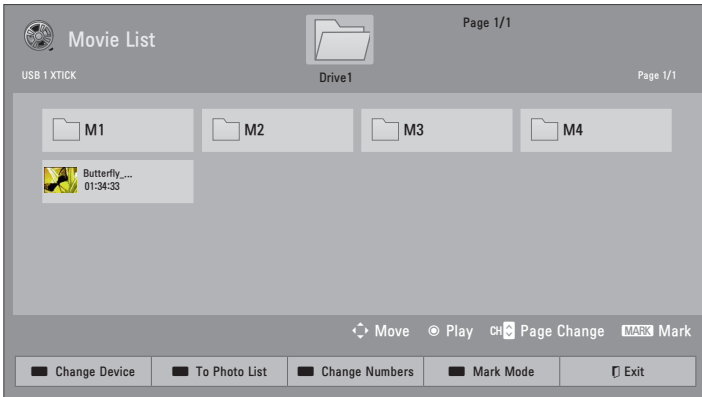 Movie List
Page 1/1
USB 1 XTICK
Drive1
Page 1/1
M1
M2
M3
M4
Butterfly_...
01:34:33
Move
Play
CH Page Change
MARK Mark
Change Device
To Photo List
Change Numbers
Mark Mode
Exit